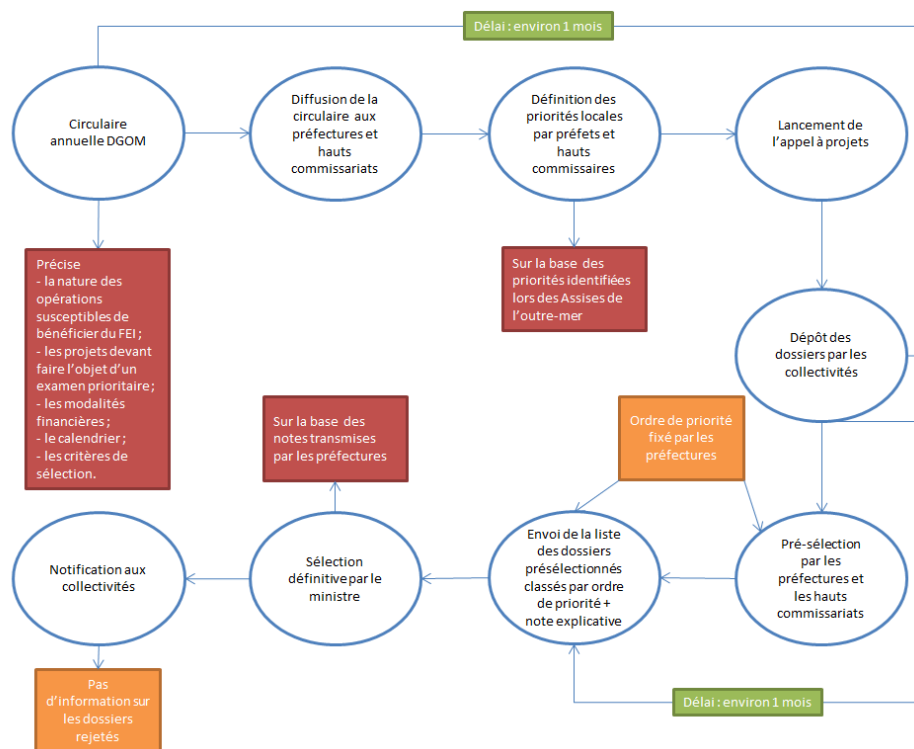 Délai : environ 1 mois
Circulaire
annuelle DGOM
Diffusion de la
circulaire aux
préfectures et
hauts
commissariats
Définition des
priorités locales
par préfets et
hauts
commissaires
Lancement de
l'appel à projets
Précise
- la nature des
opérations
susceptibles de
bénéficier du FEI ;
- les projets devant
faire l'objet d'un
examen prioritaire ;
- les modalités
financières ;
- le calendrier ;
- les critères de
sélection.
Sur la base des
priorités identifiées
lors des Assises de
l'outre-mer
Dépôt des
dossiers par les
collectivités
Sur la base des
notes transmises
par les préfectures
Ordre de priorité
fixé par les
préfectures
Notification aux
collectivités
Sélection
définitive par le
ministre
Envoi de la liste
des dossiers
présélectionnés
classés par ordre
de priorité +
note explicative
Pré-sélection
par les
préfectures et
les hauts
commissariats
Pas
d'information sur
les dossiers
rejetés
Délai : environ 1 mois